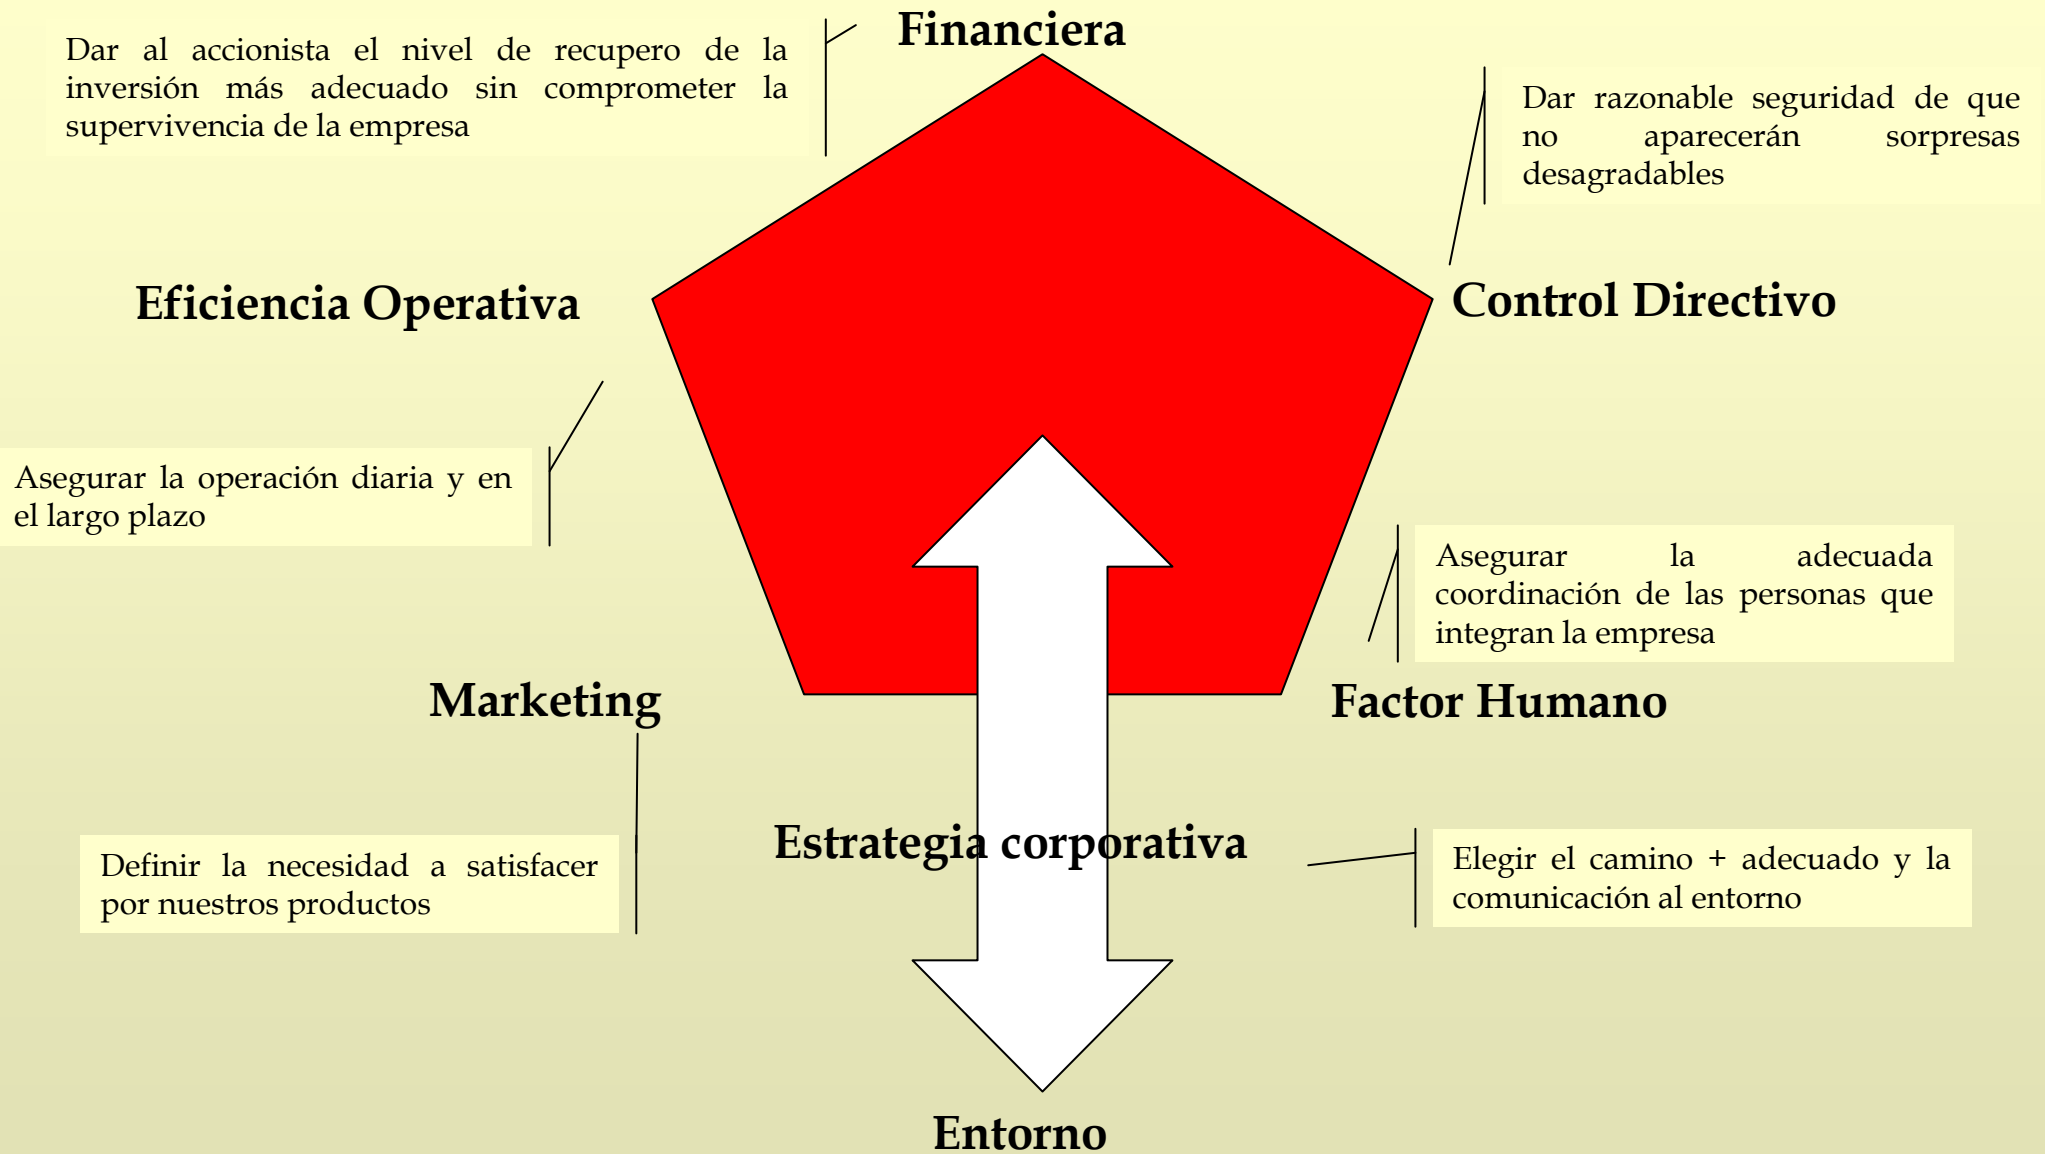 Financiera
Dar al accionista el nivel de recupero de la
inversión más adecuado sin comprometer la
supervivencia de la empresa
Dar razonable seguridad de que
no aparecerán sorpresas
desagradables
Eficiencia Operativa
Control Directivo
Asegurar la operación diaria y en
el largo plazo
Asegurar la adecuada
coordinación de las personas que
integran la empresa
Marketing
Factor Humano
Definir la necesidad a satisfacer
por nuestros productos
Estrategia corporativa
Elegir el camino + adecuado y la
comunicación al entorno
Entorno